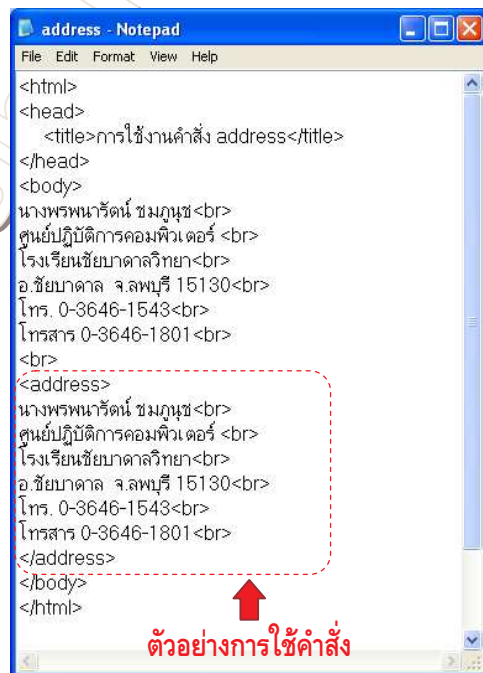 address - Notepad
File Edit Format View Help
<html>
<head>
<title>การใช้งานคำสั่ง address</title>
</head>
<body>
นางพรพนารัตน์ ชมภูนุช<br>
ศูนย์ปฏิบัติการคอมพิวเตอร์ <br>
โรงเรียนชัยบาดาลวิทยา<br>
อ.ชัยบาดาล จ.ลพบุรี 15130<br>
โทร. 0-3646-1543<br>
โทรสาร 0-3646-1801<br>
<br>
<address>
นางพรพนารัตน์ ชมภูนุช<br>
ศูนย์ปฏิบัติการคอมพิวเตอร์ <br>
โรงเรียนชัยบาดาลวิทยา<br>
อ.ชัยบาดาล จ.ลพบุรี 15130<br>
โทร. 0-3646-1543<br>
โทรสาร 0-3646-1801<br>
</address>
</body>
</html>
ตัวอย่างการใช้คำสั่ง